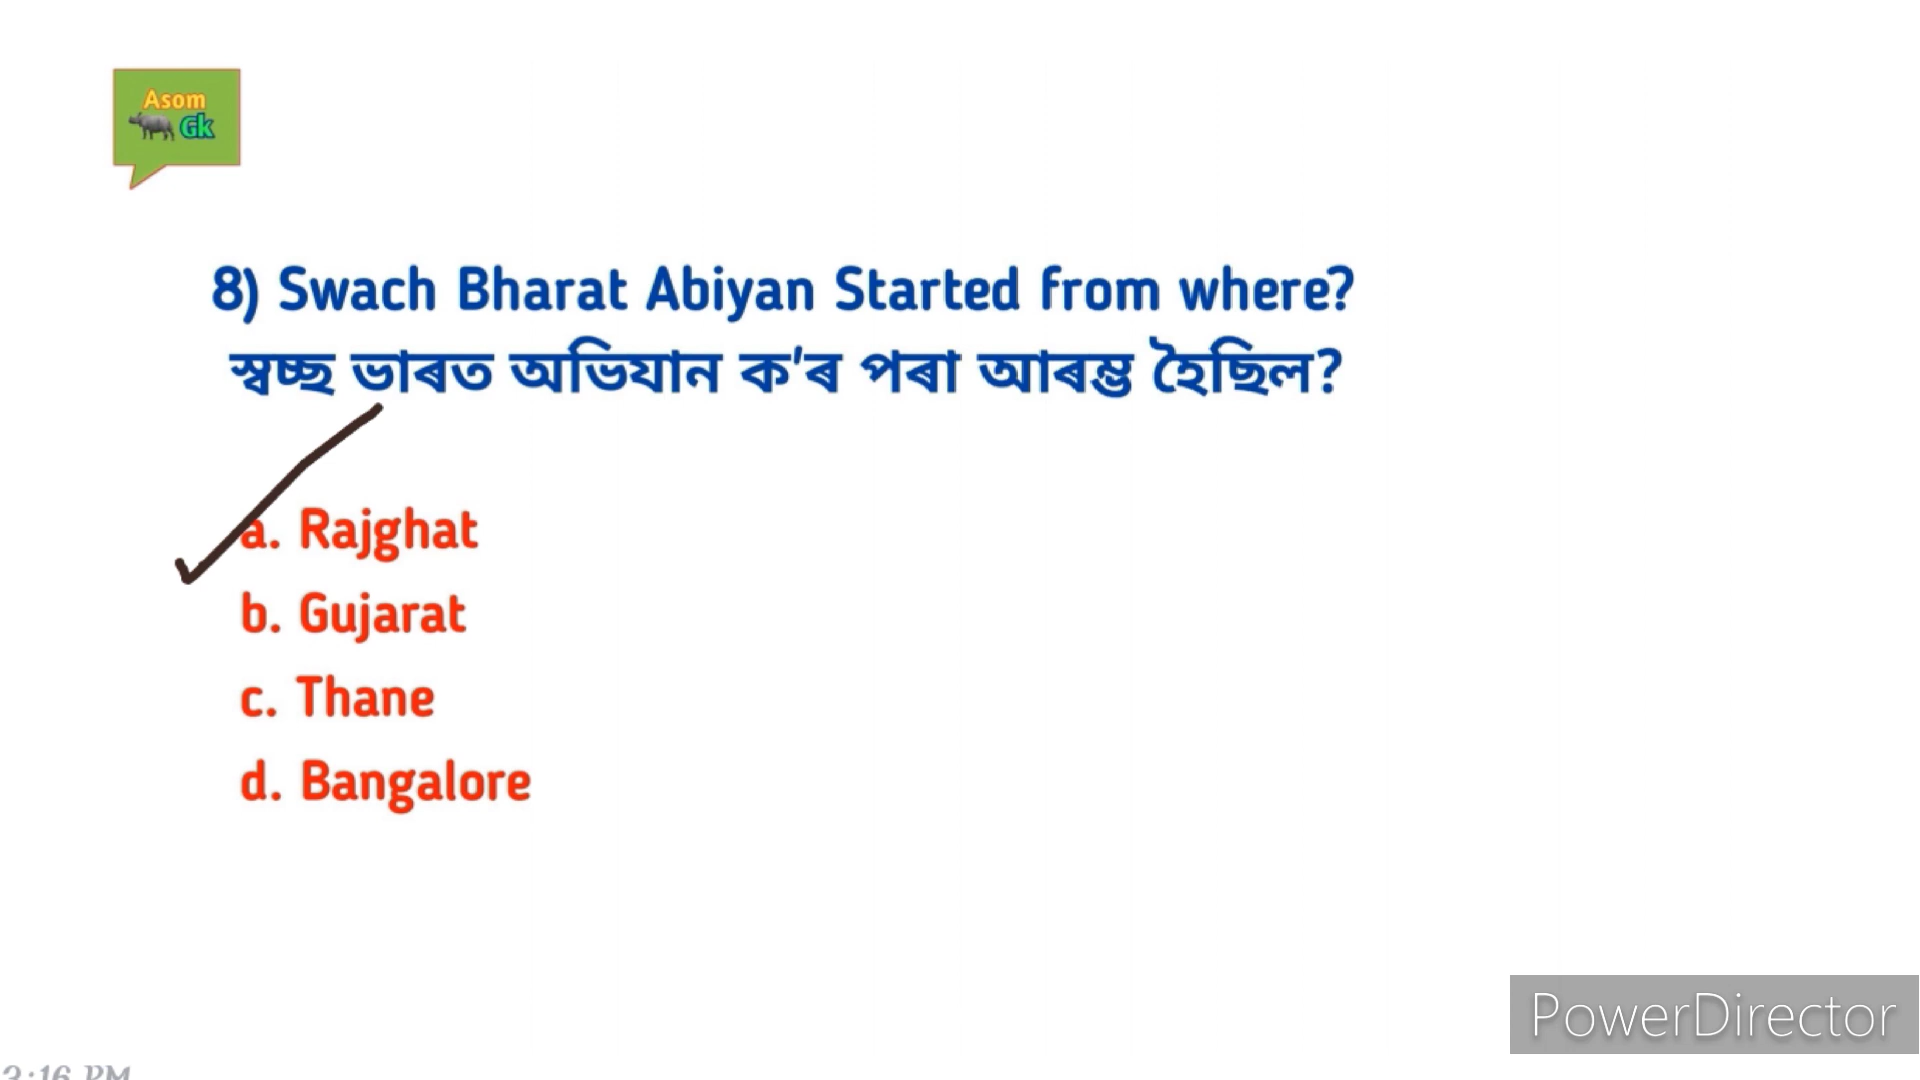 Asom
Gk
8) Swach Bharat Abiyan Started from where?
স্বচ্ছ ভাৰত অভিযান ক'ৰ পৰা আৰম্ভ হৈছিল?
a. Rajghat
b. Gujarat
c. Thane
d. Bangalore
PowerDirector